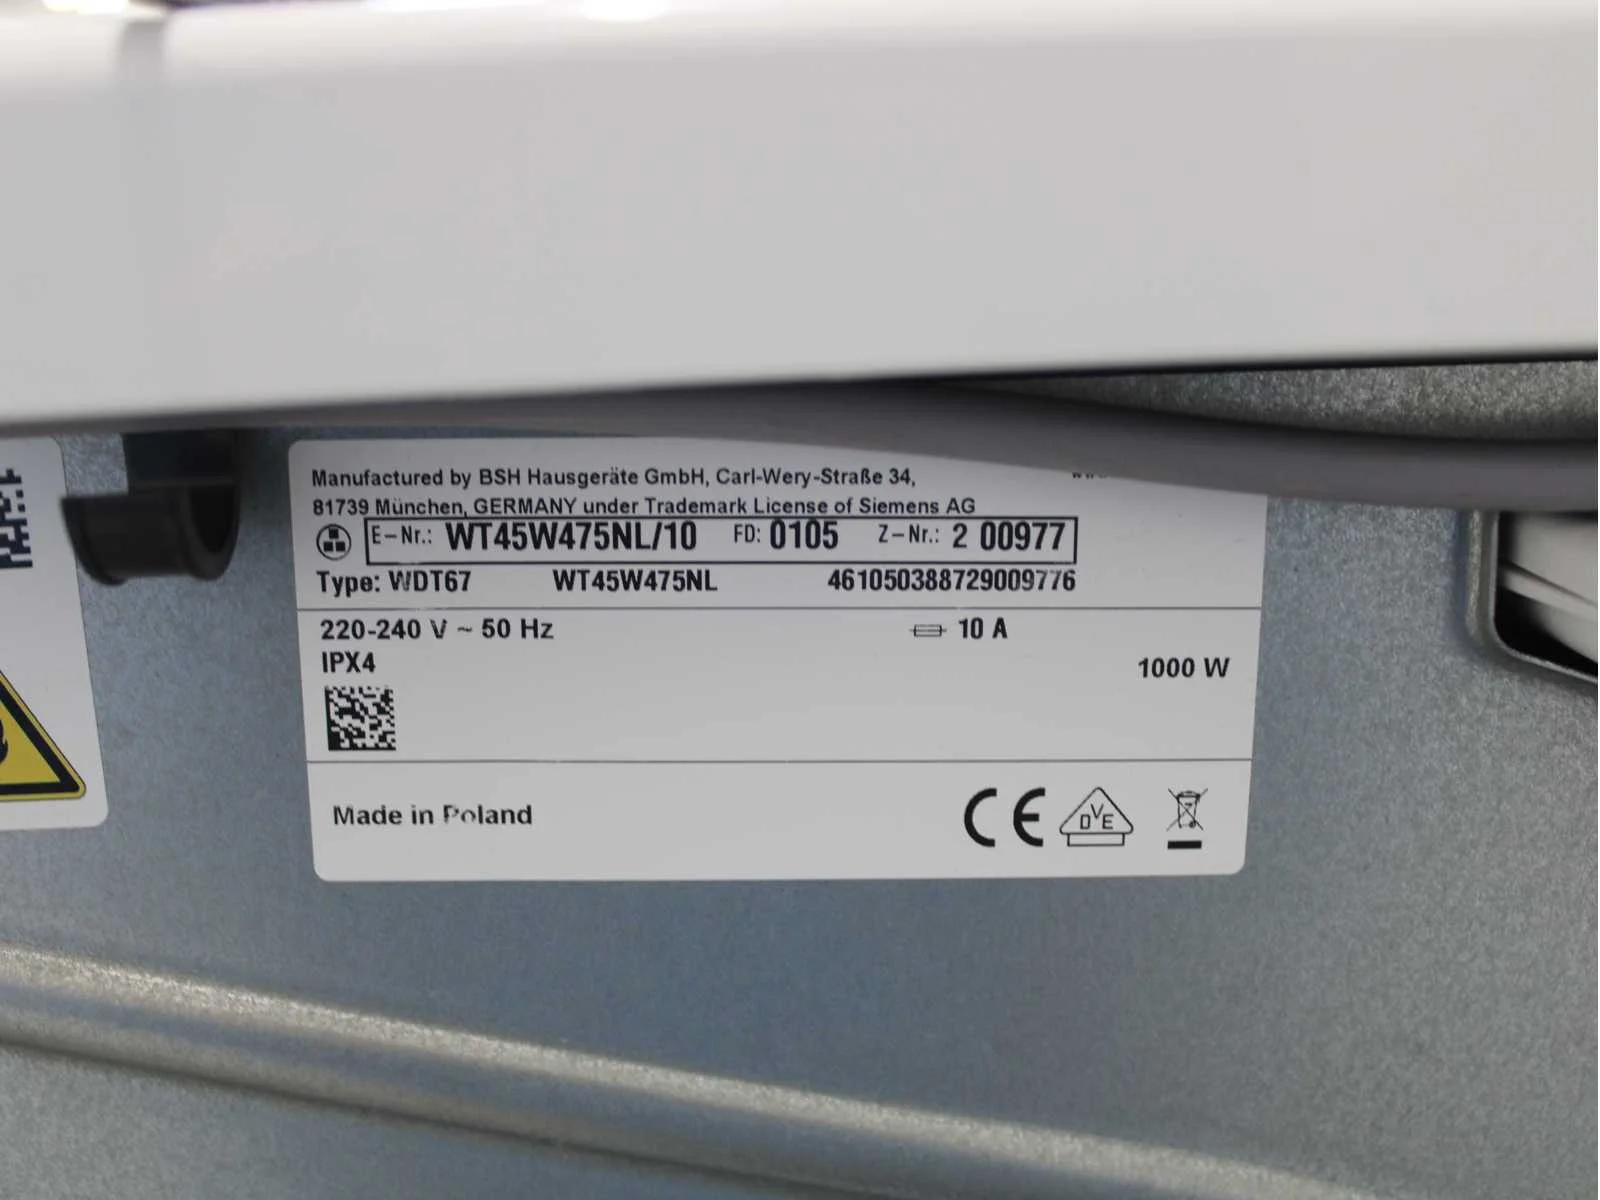 Manufactured by BSH Hausgeräte GmbH, Carl-Wery-Straße 34,
81739 München, GERMANY under Trademark License of Siemens AG
E-Nr.: WT45W475NL/10 FD: 0105 Z-Nr.: 2 00977
Type: WDT67 WT45W475NL 461050388729009776
220-240 V ~ 50 Hz 10 A
IPX4 1000 W
Made in Poland CE DVE